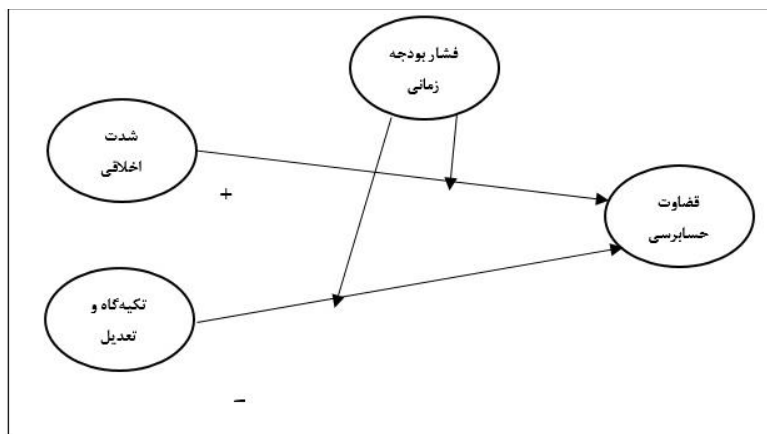 فشار بودجه
زمانی
شدت
اخلاقی
+
قضاوت
حسابرسی
تکیه‌گاه و
تعدیل
–